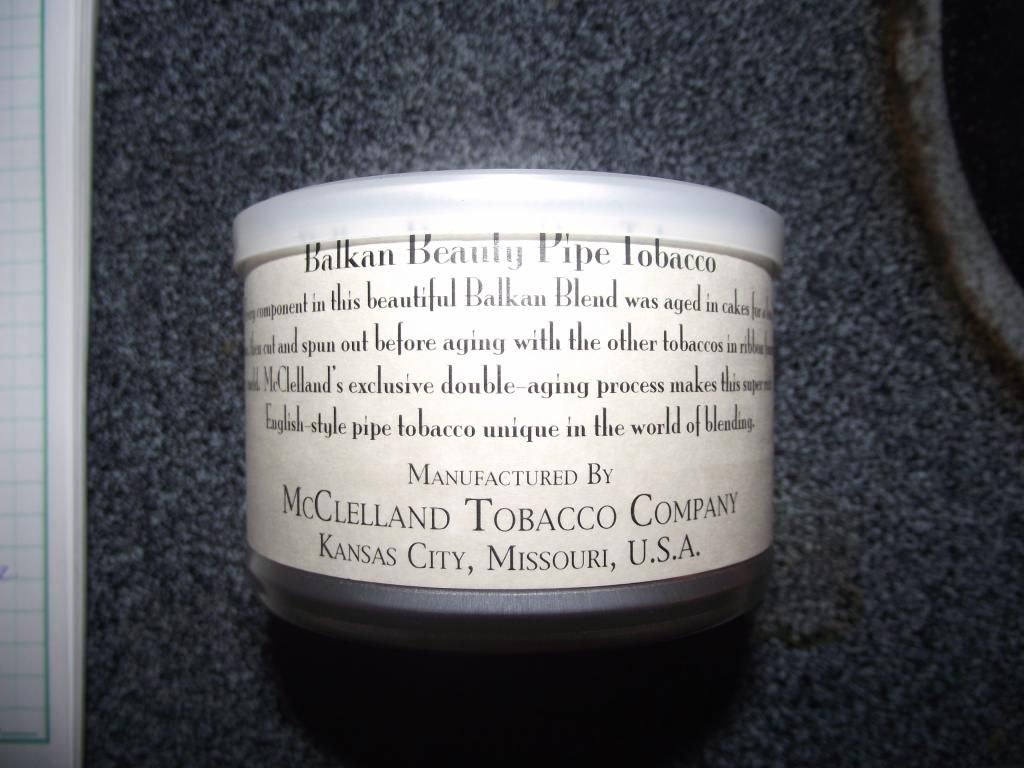 Balkan Beauty Pipe Tobacco
component in this beautiful Balkan Blend was aged in cakes for
then cut and spun out before aging with the other tobaccos in ribbon
McClelland's exclusive double-aging process makes this super
English-style pipe tobacco unique in the world of blending.
Manufactured By
McClelland Tobacco Company
Kansas City, Missouri, U.S.A.